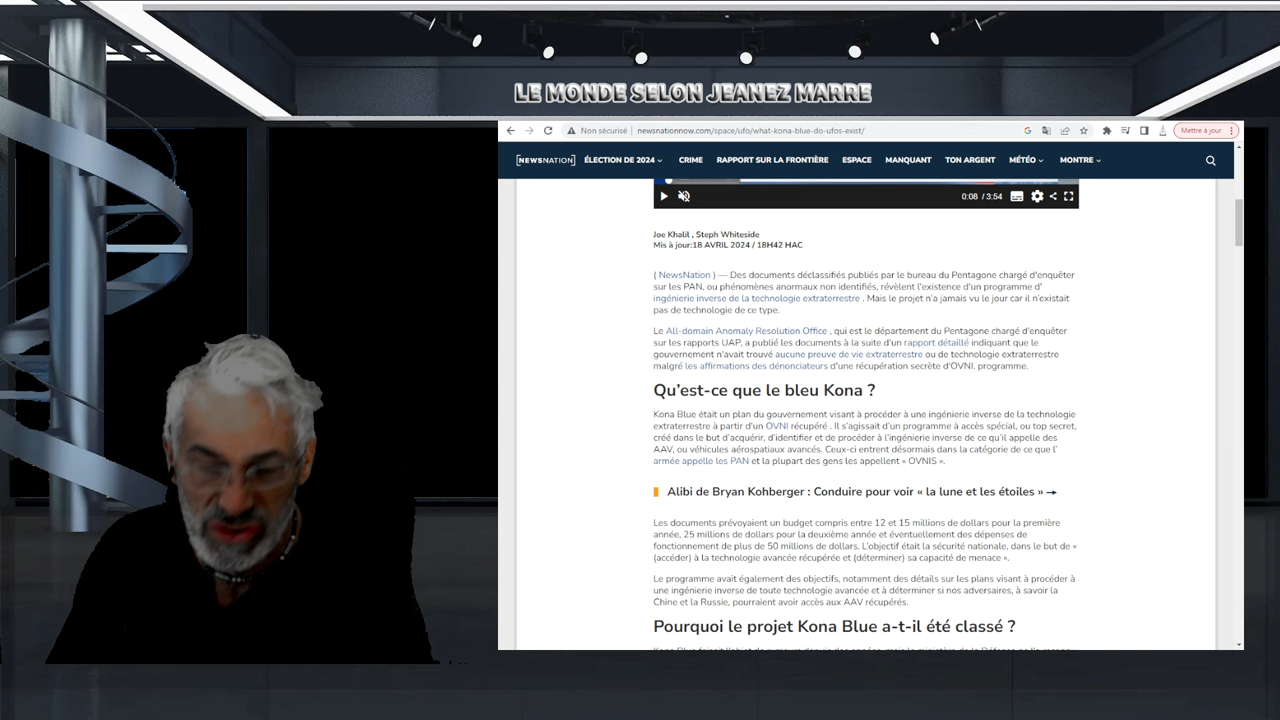 LE MONDE SELON JEANEZ MARRE
Non sécurisé | newsnationnow.com/space/ufo/what-kona-blue-do-ufos-exist/
Mettre à jour
[NEWSNATION] ÉLECTION DE 2024 CRIME RAPPORT SUR LA FRONTIÈRE ESPACE MANQUANT TON ARGENT MÉTÉO MONTRE
0:08 / 3:54
Joe Khalil , Steph Whiteside
Mis à jour:18 AVRIL 2024 / 18H42 HAC
( NewsNation ) — Des documents déclassifiés publiés par le bureau du Pentagone chargé d'enquêter
sur les PAN, ou phénomènes anormaux non identifiés, révèlent l'existence d'un programme d'
ingénierie inverse de la technologie extraterrestre . Mais le projet n'a jamais vu le jour car il n'existait
pas de technologie de ce type.
Le All-domain Anomaly Resolution Office , qui est le département du Pentagone chargé d'enquêter
sur les rapports UAP, a publié les documents à la suite d'un rapport détaillé indiquant que le
gouvernement n'avait trouvé aucune preuve de vie extraterrestre ou de technologie extraterrestre
malgré les affirmations des dénonciateurs d'une récupération secrète d'OVNI. programme.
Qu'est-ce que le bleu Kona ?
Kona Blue était un plan du gouvernement visant à procéder à une ingénierie inverse de la technologie
extraterrestre à partir d'un OVNI récupéré . Il s'agissait d'un programme à accès spécial, ou top secret,
créé dans le but d'acquérir, d'identifier et de procéder à l'ingénierie inverse de ce qu'il appelle des
AAV, ou véhicules aérospatiaux avancés. Ceux-ci entrent désormais dans la catégorie de ce que l'
armée appelle les PAN et la plupart des gens les appellent « OVNIS ».
Alibi de Bryan Kohberger : Conduire pour voir « la lune et les étoiles » →
Les documents prévoyaient un budget compris entre 12 et 15 millions de dollars pour la première
année, 25 millions de dollars pour la deuxième année et éventuellement des dépenses de
fonctionnement de plus de 50 millions de dollars. L'objectif était la sécurité nationale, dans le but de «
(accéder) à la technologie avancée récupérée et (déterminer) sa capacité de menace ».
Le programme avait également des objectifs, notamment des détails sur les plans visant à procéder à
une ingénierie inverse de toute technologie avancée et à déterminer si nos adversaires, à savoir la
Chine et la Russie, pourraient avoir accès aux AAV récupérés.
Pourquoi le projet Kona Blue a-t-il été classé ?